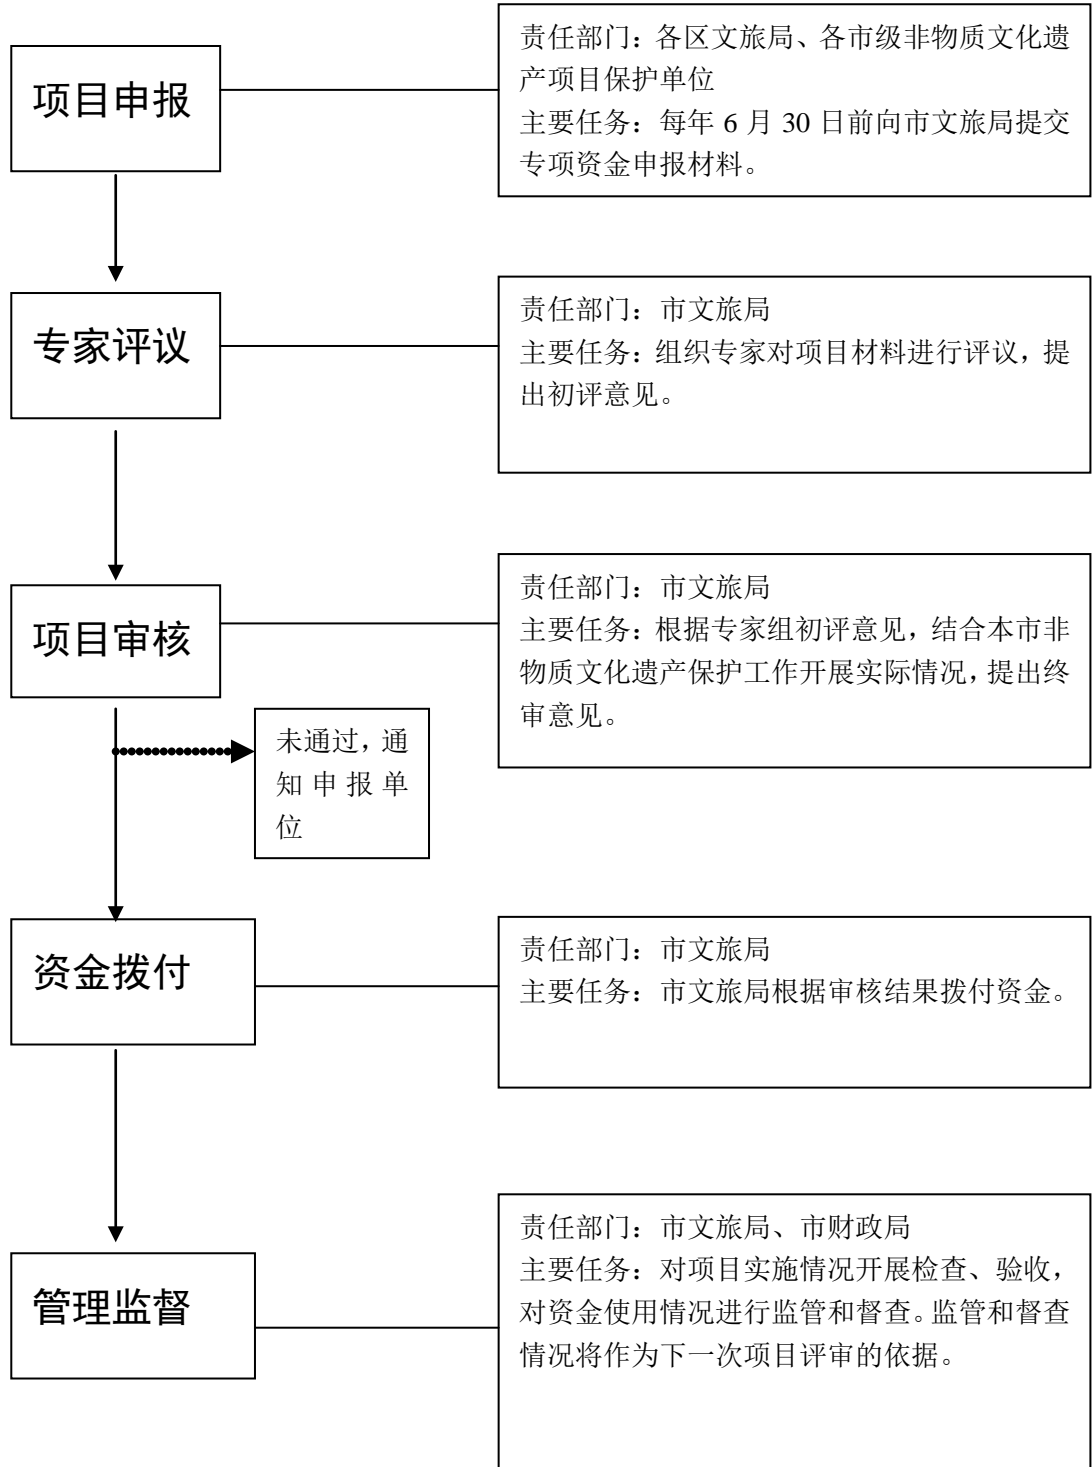 项目申报
责任部门：各区文旅局、各市级非物质文化遗
产项目保护单位
主要任务：每年 6 月 30 日前向市文旅局提交
专项资金申报材料。
专家评议
责任部门：市文旅局
主要任务：组织专家对项目材料进行评议，提
出初评意见。
项目审核
责任部门：市文旅局
主要任务：根据专家组初评意见，结合本市非
物质文化遗产保护工作开展实际情况，提出终
审意见。
未通过，通
知申报单
位
资金拨付
责任部门：市文旅局
主要任务：市文旅局根据审核结果拨付资金。
管理监督
责任部门：市文旅局、市财政局
主要任务：对项目实施情况开展检查、验收，
对资金使用情况进行监管和督查。监管和督查
情况将作为下一次项目评审的依据。